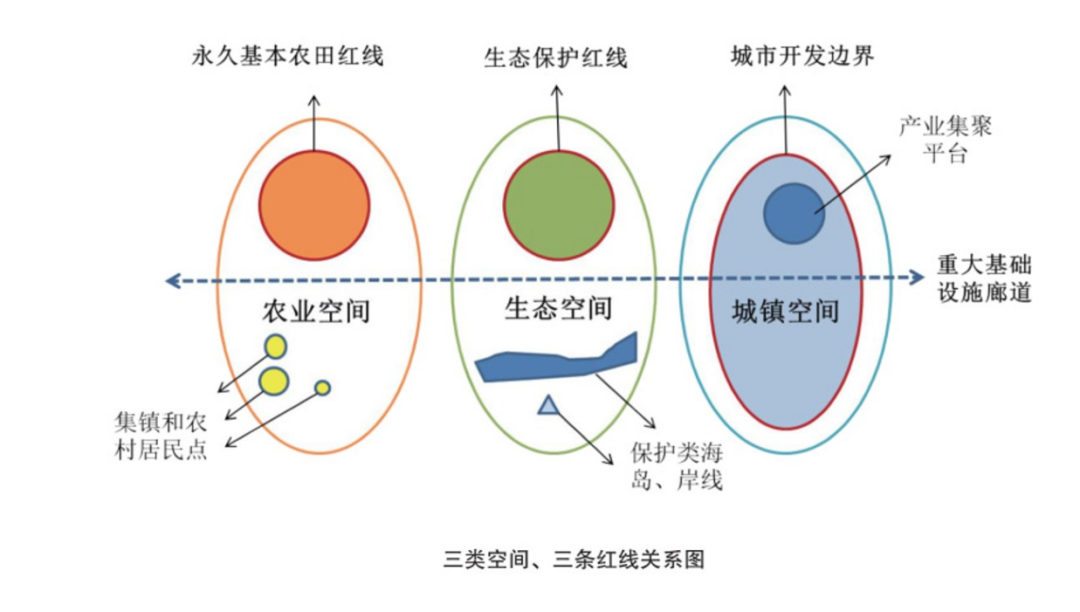 永久基本农田红线
生态保护红线
城市开发边界
产业集聚
平台
重大基础
设施廊道
农业空间
生态空间
城镇空间
集镇和农
村居民点
保护类海
岛、岸线
三类空间、三条红线关系图